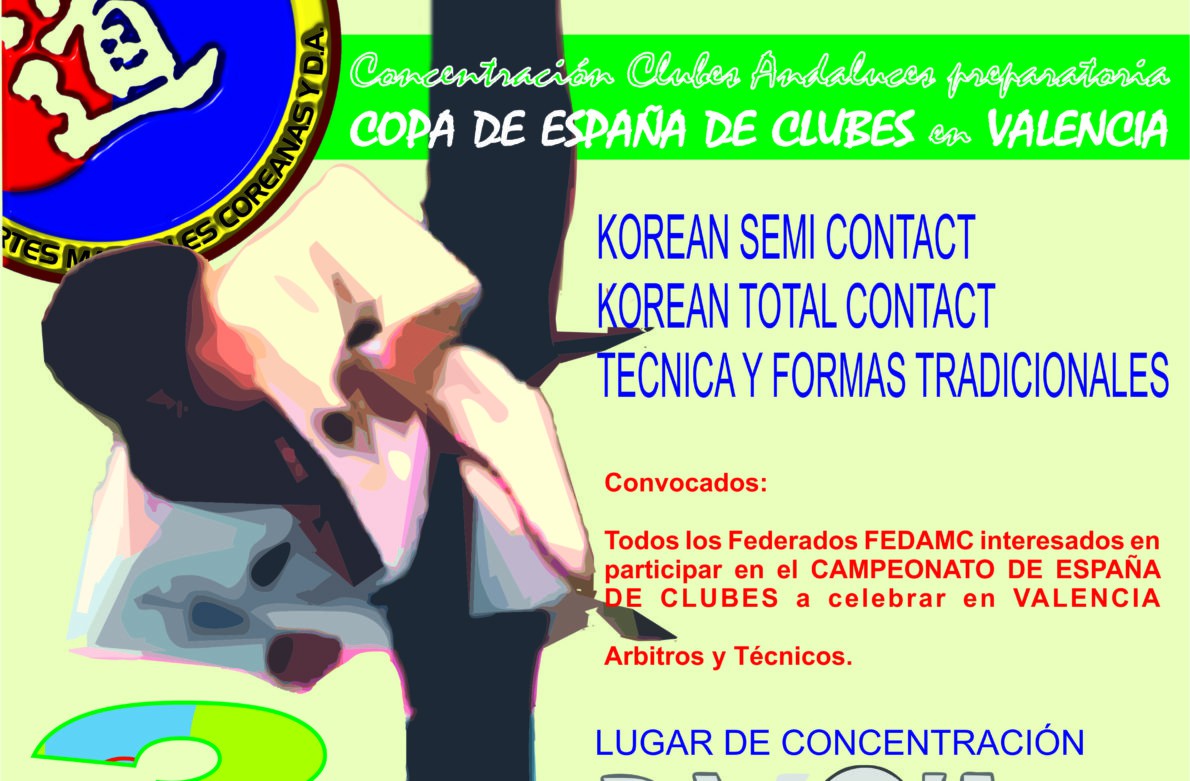 Concentración Clubes Andaluces preparatoria
COPA DE ESPAÑA DE CLUBES en VALENCIA
COREANAS Y D.A.
KOREAN SEMI CONTACT
KOREAN TOTAL CONTACT
TECNICA Y FORMAS TRADICIONALES
Convocados:
Todos los Federados FEDAMC interesados en
participar en el CAMPEONATO DE ESPAÑA
DE CLUBES a celebrar en VALENCIA
Arbitros y Técnicos.
LUGAR DE CONCENTRACIÓN